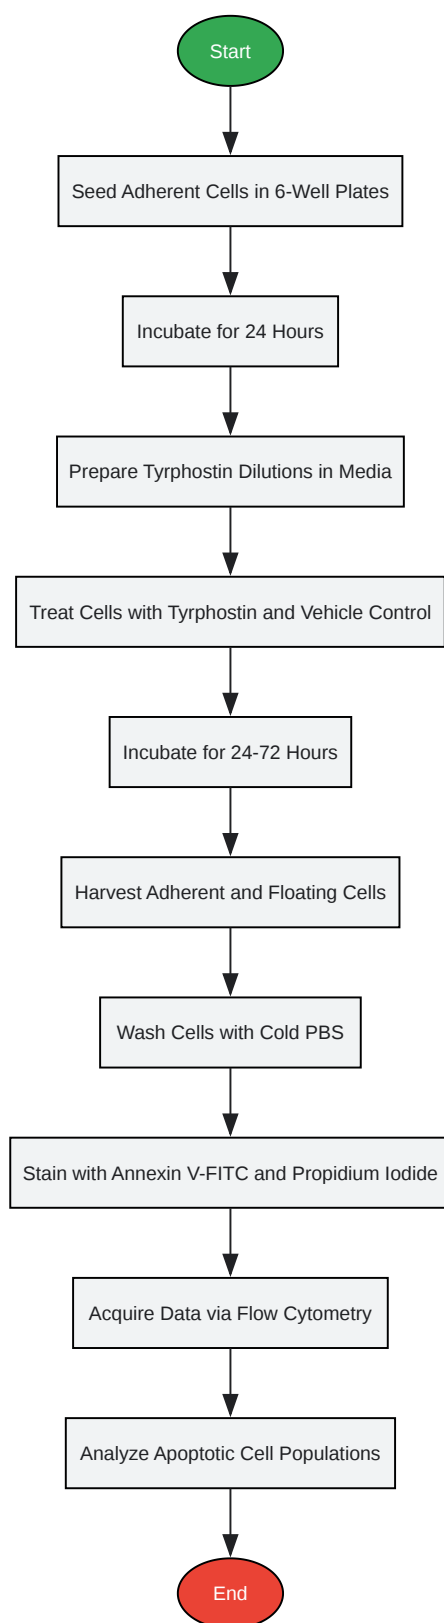 Start
Seed Adherent Cells in 6-Well Plates
Incubate for 24 Hours
Prepare Tyrphostin Dilutions in Media
Treat Cells with Tyrphostin and Vehicle Control
Incubate for 24-72 Hours
Harvest Adherent and Floating Cells
Wash Cells with Cold PBS
Stain with Annexin V-FITC and Propidium Iodide
Acquire Data via Flow Cytometry
Analyze Apoptotic Cell Populations
End